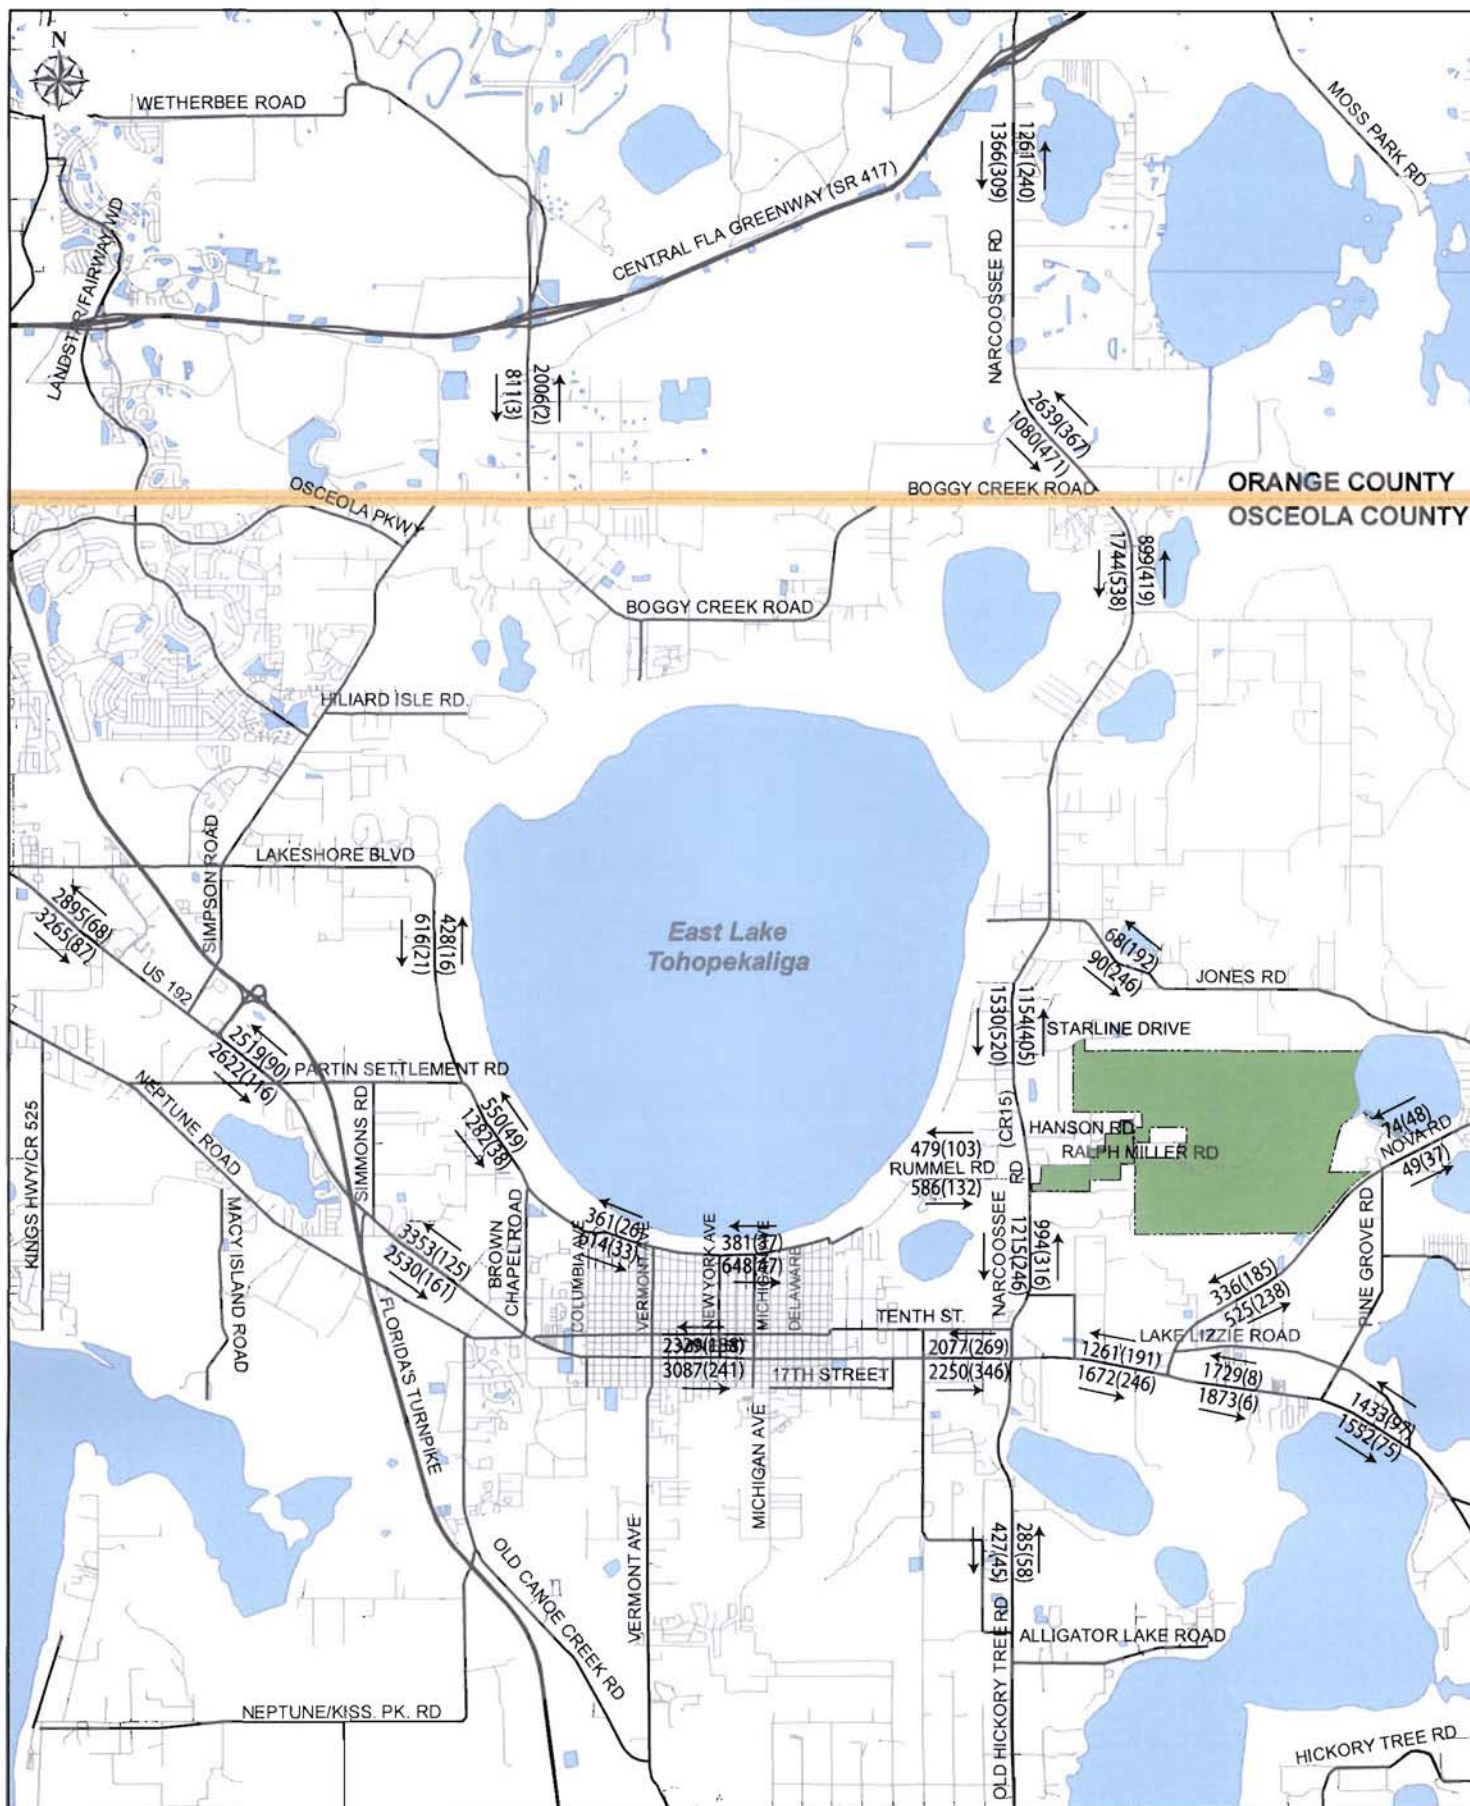 N
WETHERBEE ROAD
MOSS PARK RD
1261(240)
1366(309)
CENTRAL FLA GREENWAY (SR 417)
LANDSTAR/FAIRWAY/WD
NARCOOSSEE RD
2006(2)
811(3)
2639(367)
1080(471)
OSCEOLA PKWY
BOGGY CREEK ROAD
ORANGE COUNTY
OSCEOLA COUNTY
899(419)
1744(538)
BOGGY CREEK ROAD
HILIARD ISLE RD.
SIMPSON ROAD
LAKESHORE BLVD
2895(68)
3265(87)
428(16)
616(21)
East Lake
Tohopekaliga
68(192)
90(246)
JONES RD
US 192
1154(405)
1530(520)
STARLINE DRIVE
2519(90)
2622(116)
PARTIN SETTLEMENT RD
NEPTUNE ROAD
SIMMONS RD
KINGS HWY/CR 525
550(49)
1282(38)
(CR15)
HANSON RD
RALPH MILLER RD
74(48)
NOVA RD
49(37)
479(103)
RUMMEL RD
586(132)
NARCOOSSEE RD
994(316)
1215(246)
MACY ISLAND ROAD
BROWN
CHAPEL ROAD
3353(125)
2530(161)
361(26)
614(33)
COLUMBIA AVE
VERMONT AVE
NEW YORK AVE
381(37)
648(47)
DELAWARE
336(185)
525(238)
PINE GROVE RD
TENTH ST.
LAKE LIZZIE ROAD
3087(241)
17TH STREET
2077(269)
2250(346)
1261(191)
1672(246)
1729(8)
1873(6)
1433(97)
1552(75)
FLORIDA'S TURNPIKE
MICHIGAN AVE
VERMONT AVE
OLD CANOE CREEK RD
285(58)
427(45)
OLD HICKORY TREE RD
ALLIGATOR LAKE ROAD
NEPTUNE/KISS. PK. RD
HICKORY TREE RD